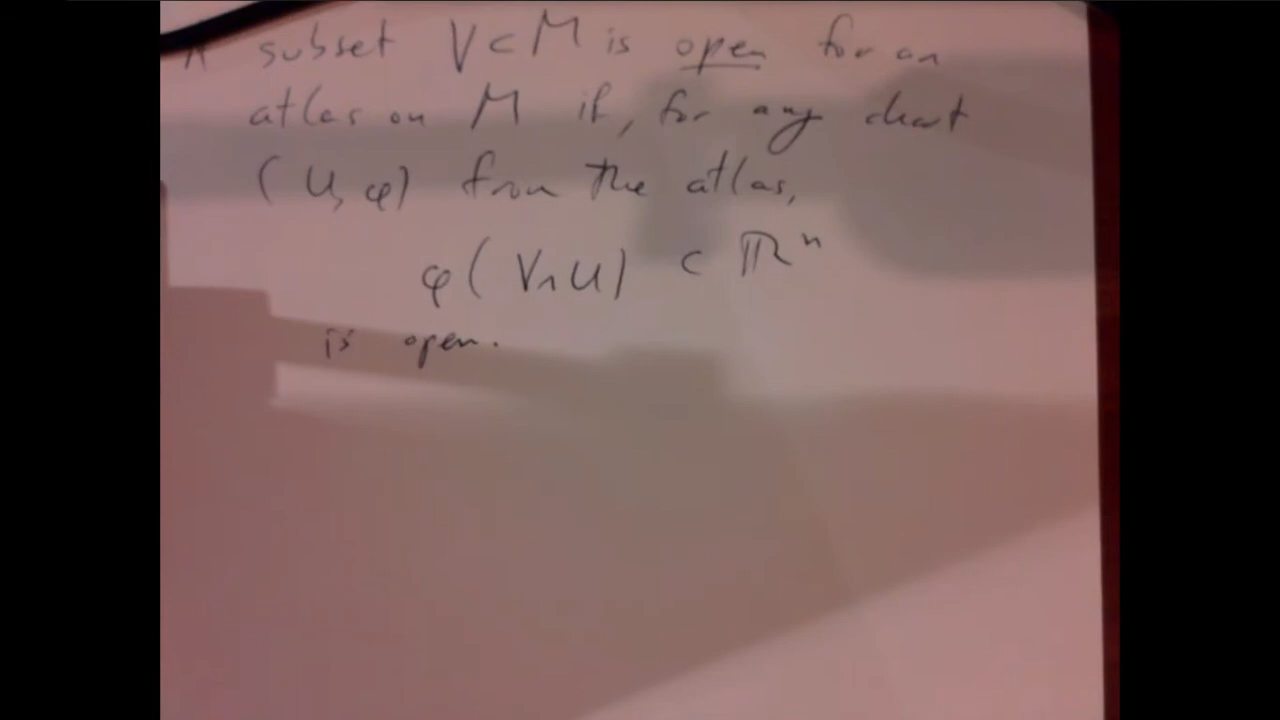 A subset V ⊂ M is open for an
atlas on M if, for any chart
(U, φ) from the atlas,
φ(V∩U) ⊂ ℝⁿ
is open.